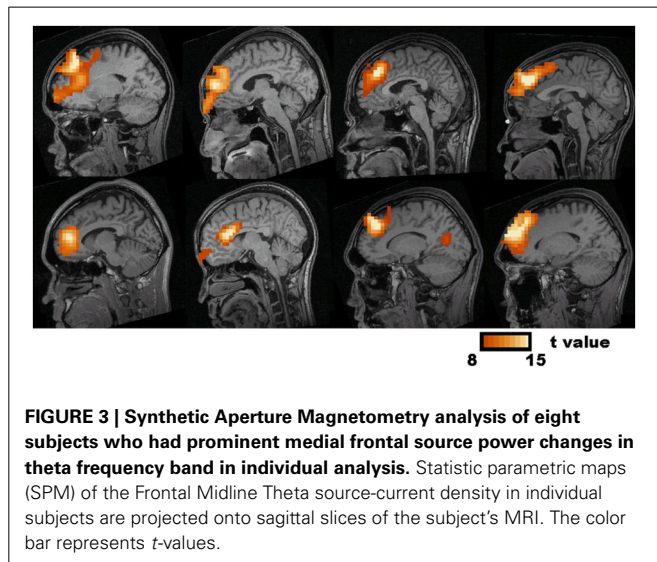 t value
8 15
FIGURE 3 | Synthetic Aperture Magnetometry analysis of eight
subjects who had prominent medial frontal source power changes in
theta frequency band in individual analysis. Statistic parametric maps
(SPM) of the Frontal Midline Theta source-current density in individual
subjects are projected onto sagittal slices of the subject's MRI. The color
bar represents t-values.